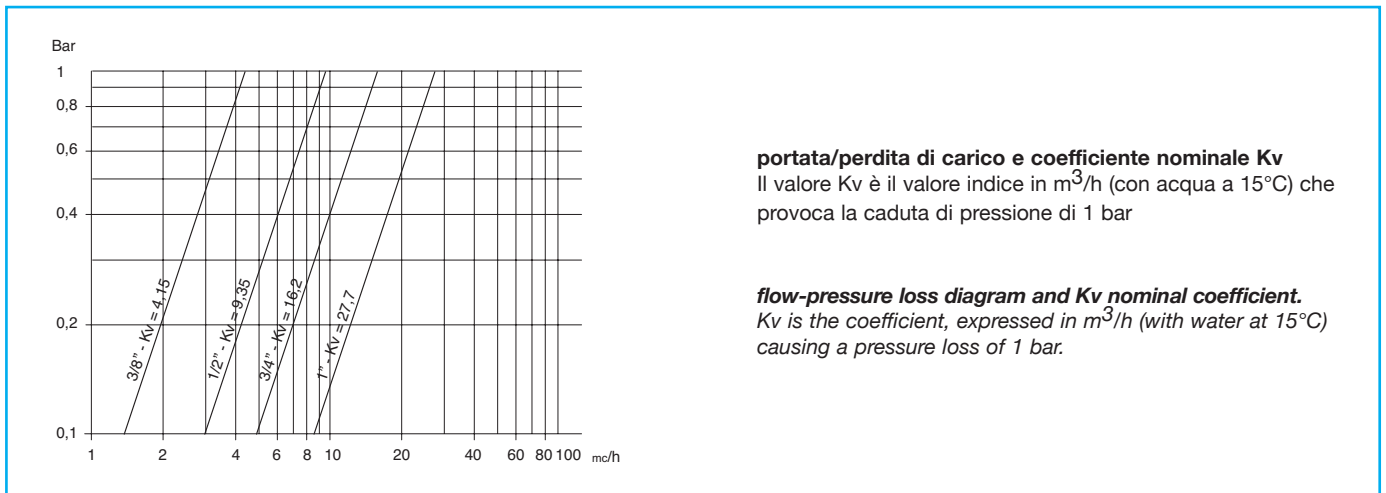 Bar
1
0,8
0,6
0,4
0,2
0,1
3/8" - Kv = 4,15
1/2" - Kv = 9,35
3/4" - Kv = 16,2
1" - Kv = 27,7
1 2 4 6 8 10 20 40 60 80 100 mc/h
portata/perdita di carico e coefficiente nominale Kv
Il valore Kv è il valore indice in m³/h (con acqua a 15°C) che
provoca la caduta di pressione di 1 bar
flow-pressure loss diagram and Kv nominal coefficient.
Kv is the coefficient, expressed in m³/h (with water at 15°C)
causing a pressure loss of 1 bar.